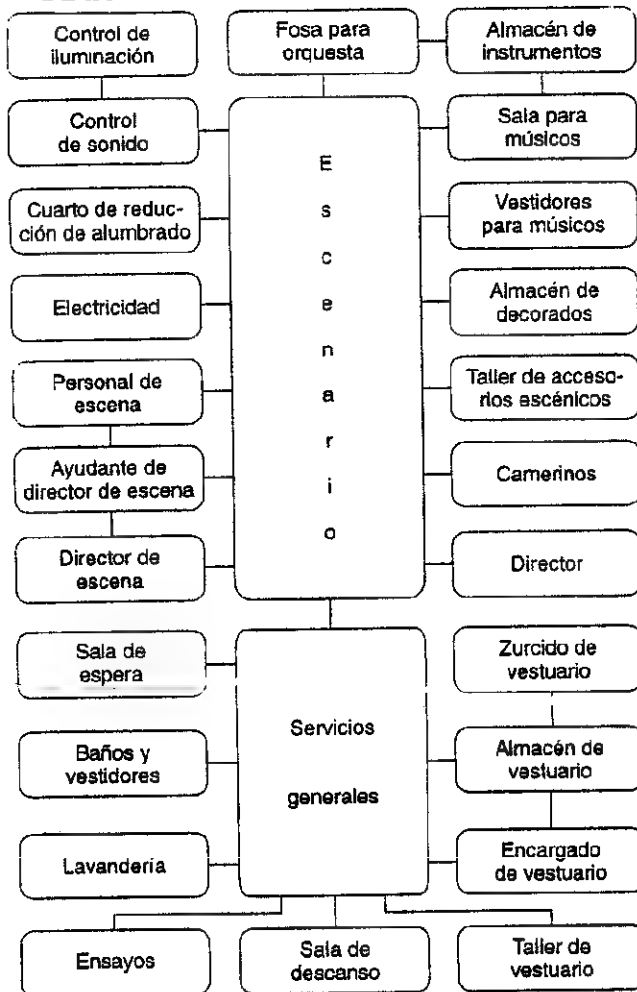 Control de
iluminación
Fosa para
orquesta
Almacén de
instrumentos
Control
de sonido
Sala para
músicos
E
s
c
e
n
a
r
i
o
Cuarto de reduc-
ción de alumbrado
Vestidores
para músicos
Electricidad
Almacén de
decorados
Personal de
escena
Taller de acceso-
rios escénicos
Ayudante de
director de escena
Camerinos
Director de
escena
Director
Sala de
espera
Servicios
generales
Zurcido de
vestuario
Baños y
vestidores
Almacén de
vestuario
Lavandería
Encargado
de vestuario
Ensayos
Sala de
descanso
Taller de
vestuario